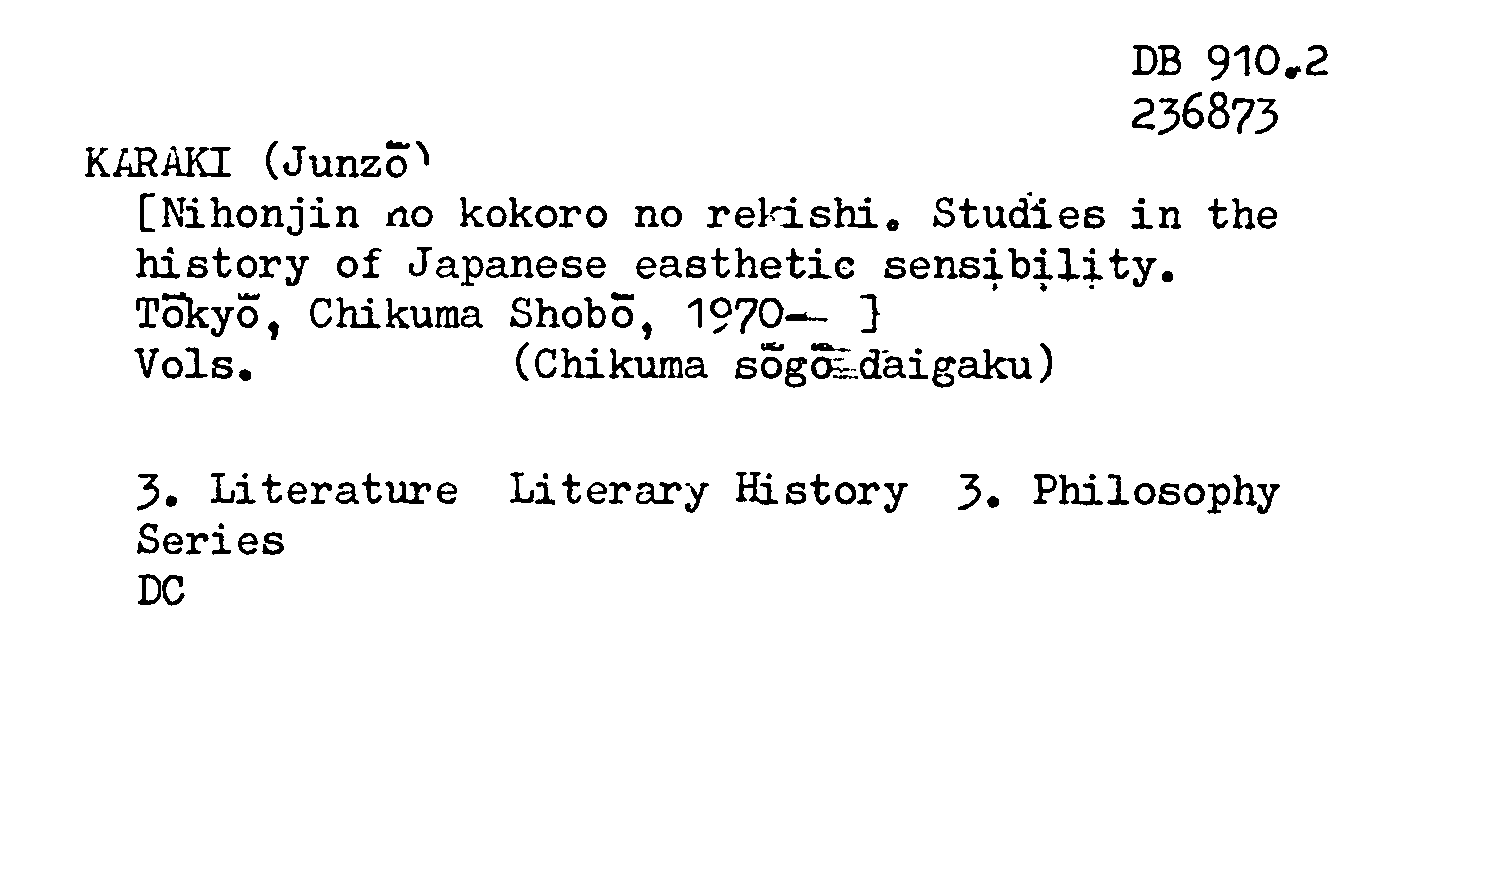 DB 910.2
236873
KARAKI (Junzō)
[Nihonjin no kokoro no rekishi. Studies in the
history of Japanese easthetic sensibility.
Tōkyō, Chikuma Shobō, 1970— ]
Vols. (Chikuma sōgō daigaku)
3. Literature Literary History 3. Philosophy
Series
DC